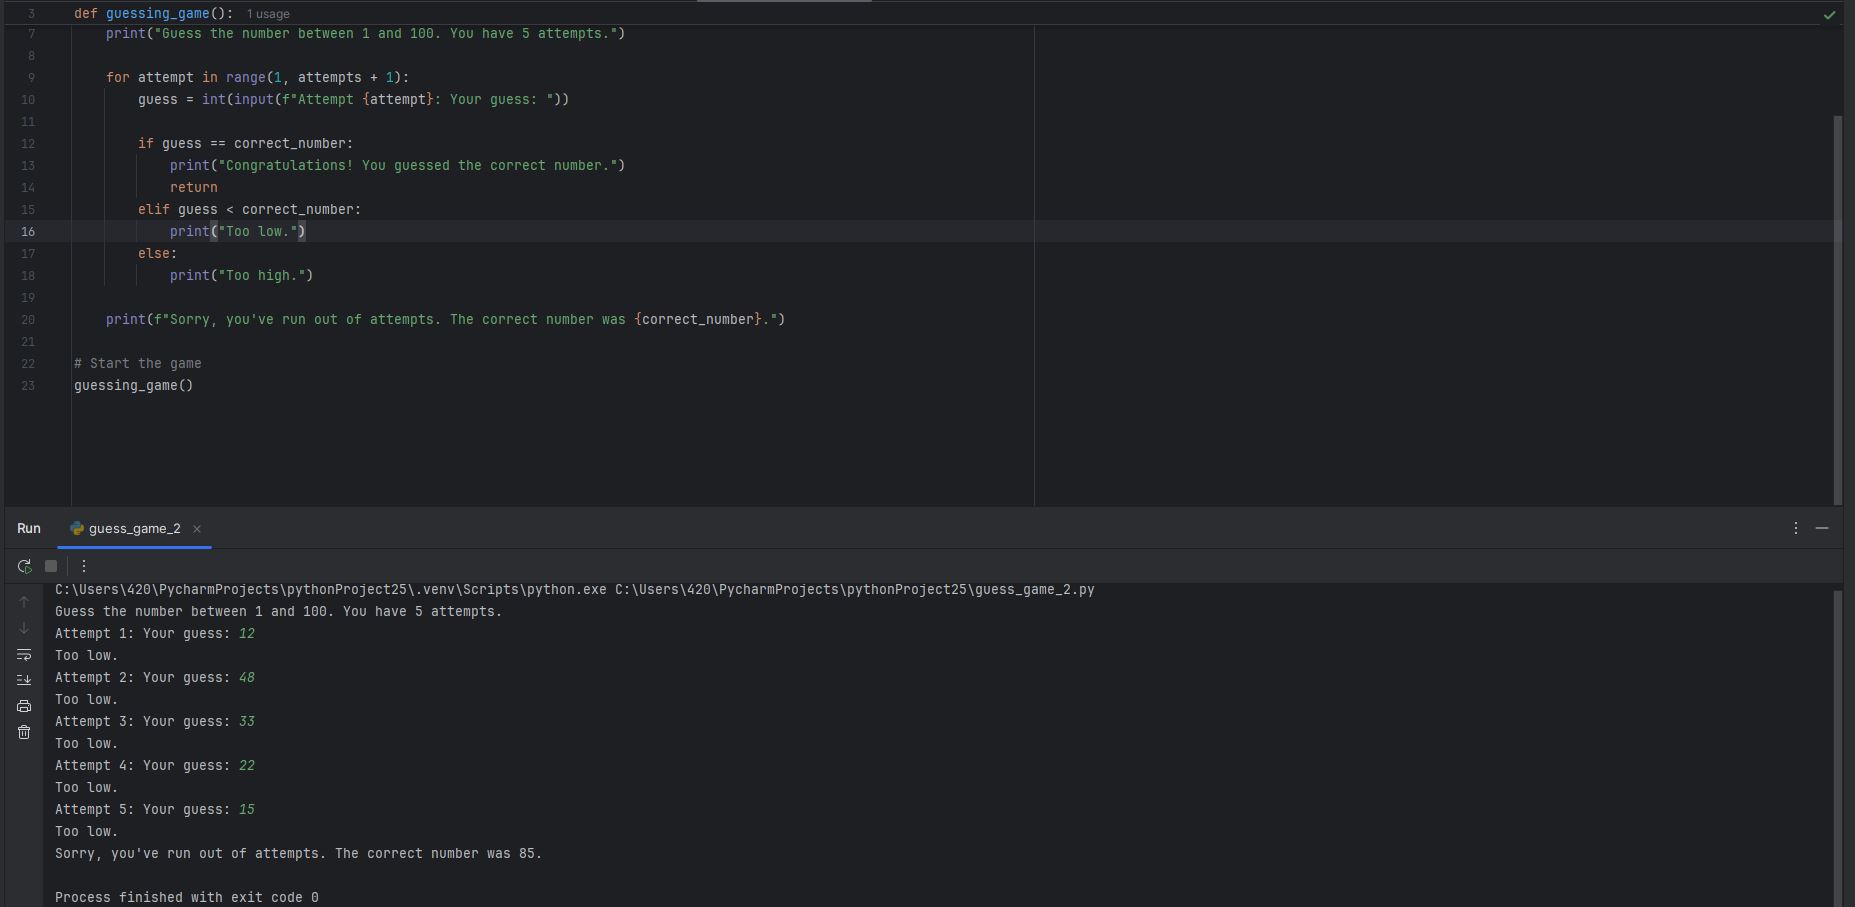 3 def guessing_game(): 1 usage
7 print("Guess the number between 1 and 100. You have 5 attempts.")
8
9 for attempt in range(1, attempts + 1):
10 guess = int(input(f"Attempt {attempt}: Your guess: "))
11
12 if guess == correct_number:
13 print("Congratulations! You guessed the correct number.")
14 return
15 elif guess < correct_number:
16 print("Too low.")
17 else:
18 print("Too high.")
19
20 print(f"Sorry, you've run out of attempts. The correct number was {correct_number}.")
21
22 # Start the game
23 guessing_game()
Run guess_game_2
C:\Users\420\PycharmProjects\pythonProject25\.venv\Scripts\python.exe C:\Users\420\PycharmProjects\pythonProject25\guess_game_2.py
Guess the number between 1 and 100. You have 5 attempts.
Attempt 1: Your guess: 12
Too low.
Attempt 2: Your guess: 48
Too low.
Attempt 3: Your guess: 33
Too low.
Attempt 4: Your guess: 22
Too low.
Attempt 5: Your guess: 15
Too low.
Sorry, you've run out of attempts. The correct number was 85.
Process finished with exit code 0